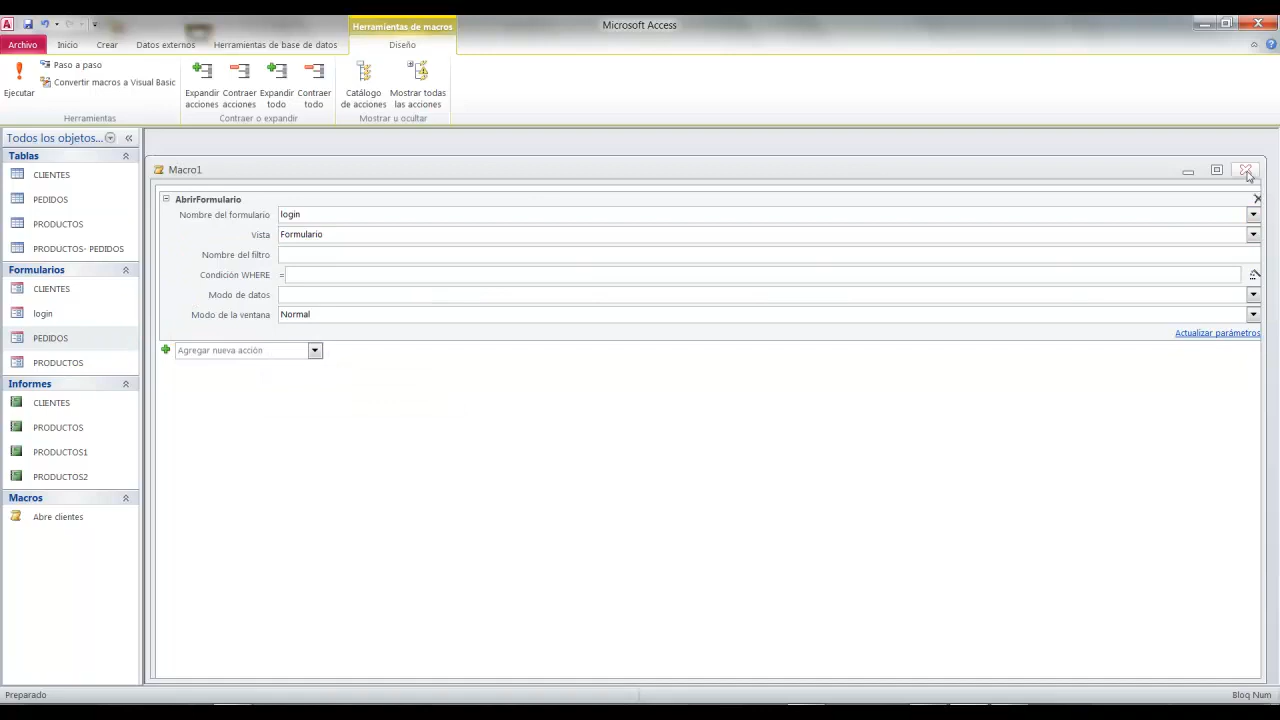 Microsoft Access
Herramientas de macros
Archivo
Inicio
Crear
Datos externos
Herramientas de base de datos
Diseño
Ejecutar
Paso a paso
Convertir macros a Visual Basic
Herramientas
Expandir acciones
Contraer acciones
Expandir todo
Contraer todo
Contraer o expandir
Catálogo de acciones
Mostrar todas las acciones
Mostrar u ocultar
Todos los objetos...
Tablas
CLIENTES
PEDIDOS
PRODUCTOS
PRODUCTOS- PEDIDOS
Formularios
CLIENTES
login
PEDIDOS
PRODUCTOS
Informes
CLIENTES
PRODUCTOS
PRODUCTOS1
PRODUCTOS2
Macros
Abre clientes
Macro1
AbrirFormulario
Nombre del formulario login
Vista Formulario
Nombre del filtro
Condición WHERE =
Modo de datos
Modo de la ventana Normal
Actualizar parámetros
Agregar nueva acción
Preparado
Bloq Num